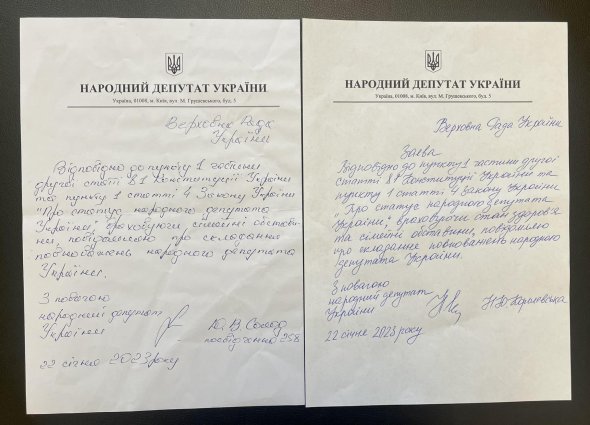 НАРОДНИЙ ДЕПУТАТ УКРАЇНИ
Україна, 01008, м. Київ, вул. М. Грушевського, буд. 5
Верховна Рада
України
Відповідно до пункту 1 частини
другої статті 81 Конституції України
та пункту 1 статті 4 Закону України
"Про статус народного депутата
України", враховуючи сімейні обстави-
ни, повідомляю про складання
повноважень народного депутата
України.
З повагою
народний депутат
України
Ю. В Солод
посвідчення 258
22 січня 2023 року
НАРОДНИЙ ДЕПУТАТ УКРАЇНИ
Україна, 01008, м. Київ, вул. М. Грушевського, буд. 5
Верховна Рада України
Заява
Відповідно до пункту 1 частини другої
статті 81 Конституції України та
пункту 1 статті 4 Закону України
"Про статус народного депутата
України", враховуючи стан здоров'я
та сімейні обставини, повідомляю
про складання повноважень народного
депутата України.
З повагою
народний депутат
України
Н Ю Королевська
22 січня 2023 року